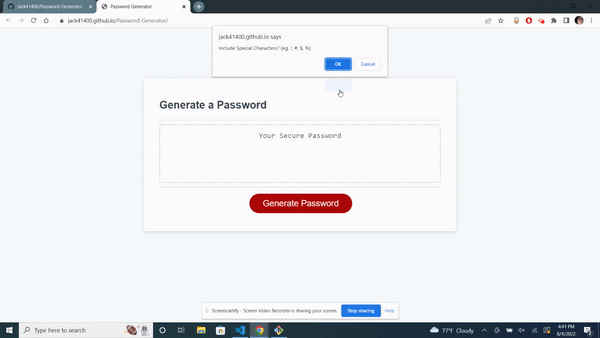 Jack41400/Password-Generator
Password Generator
jack41400.github.io/Password-Generator/
jack41400.github.io says
Include Special Characters? (eg. !, #, $, %)
OK
Cancel
Generate a Password
Your Secure Password
Generate Password
Screencastify - Screen Video Recorder is sharing your screen.
Stop sharing
Hide
Type here to search
77°F Cloudy
4:41 PM
8/4/2022